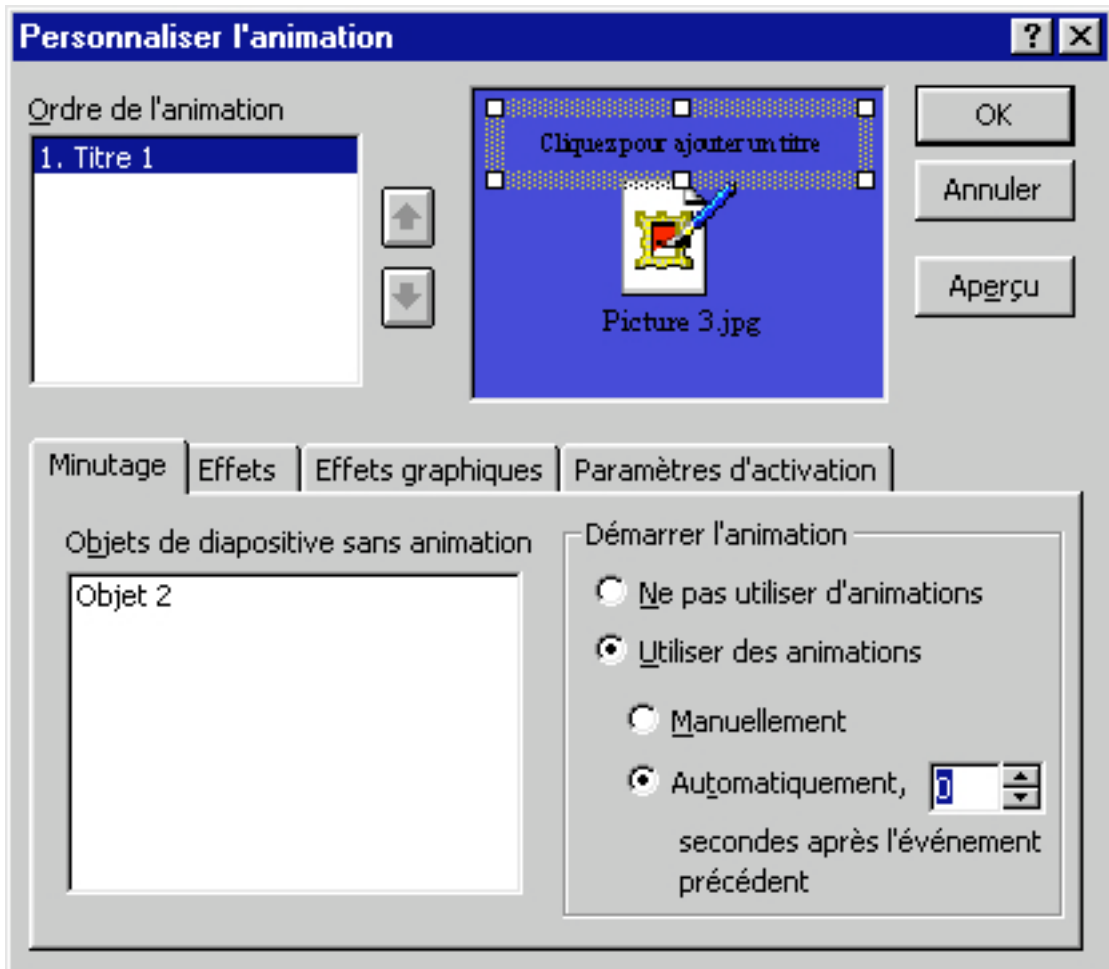 Personnaliser l'animation
Ordre de l'animation
1. Titre 1
Cliquez pour ajouter un titre
Picture 3.jpg
OK
Annuler
Aperçu
Minutage
Effets
Effets graphiques
Paramètres d'activation
Objets de diapositive sans animation
Objet 2
Démarrer l'animation
Ne pas utiliser d'animations
Utiliser des animations
Manuellement
Automatiquement, 0
secondes après l'événement
précédent